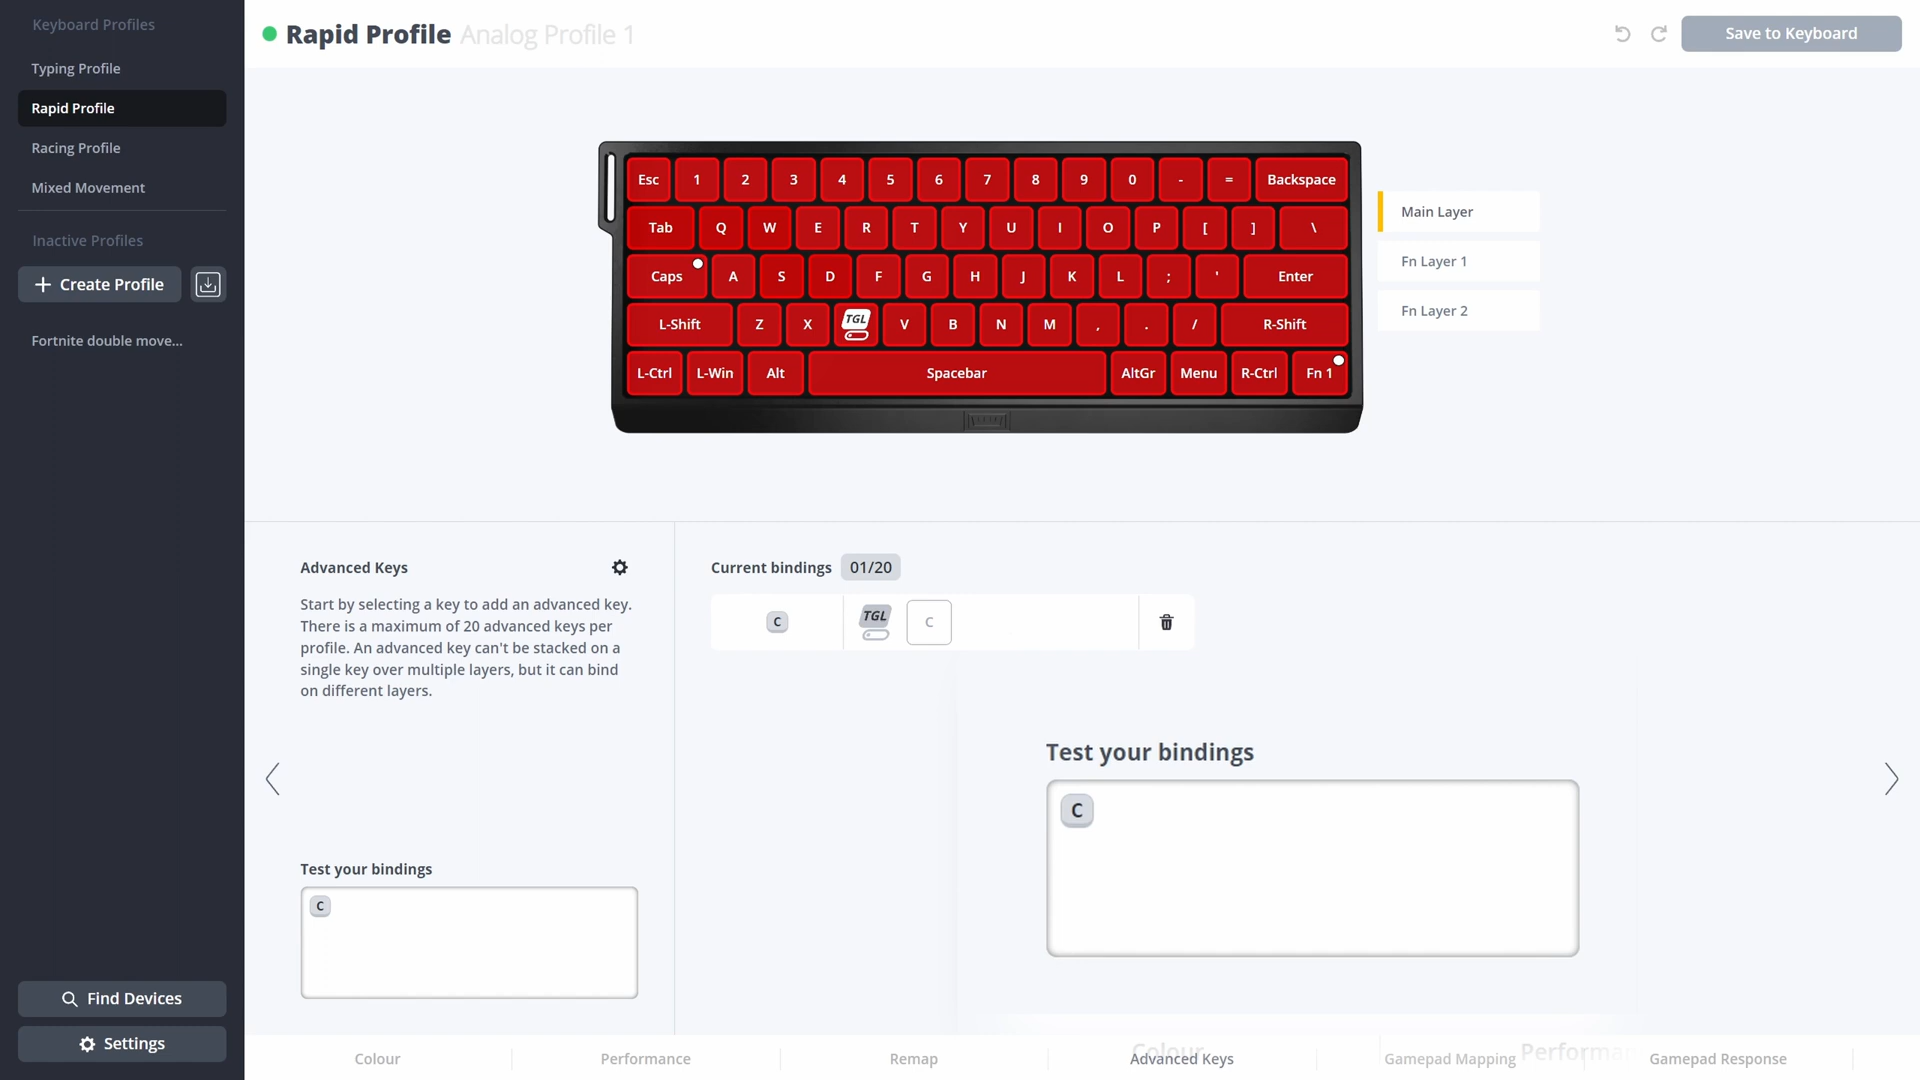 Keyboard Profiles
Typing Profile
Rapid Profile
Racing Profile
Mixed Movement
Inactive Profiles
Create Profile
Fortnite double move...
Find Devices
Settings
Rapid Profile Analog Profile 1
Save to Keyboard
Esc 1 2 3 4 5 6 7 8 9 0 - = Backspace
Tab Q W E R T Y U I O P [ ] \
Caps A S D F G H J K L ; ' Enter
L-Shift Z X TGL V B N M , . / R-Shift
L-Ctrl L-Win Alt Spacebar AltGr Menu R-Ctrl Fn 1
Main Layer
Fn Layer 1
Fn Layer 2
Advanced Keys
Start by selecting a key to add an advanced key.
There is a maximum of 20 advanced keys per
profile. An advanced key can't be stacked on a
single key over multiple layers, but it can bind
on different layers.
Test your bindings
C
Current bindings 01/20
C TGL C
Test your bindings
C
Colour Performance Remap Advanced Keys Gamepad Mapping Gamepad Response
Colour